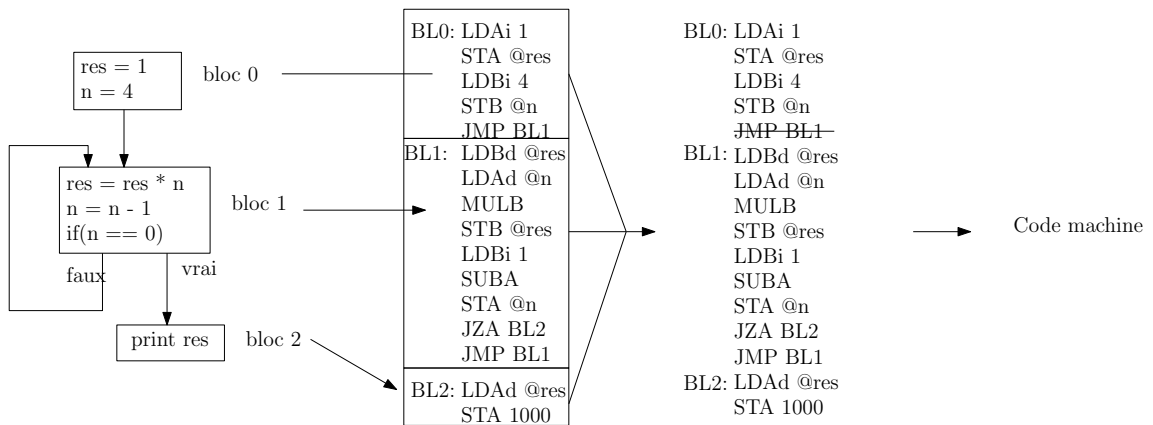 res = 1
n = 4
bloc 0
res = res * n
n = n - 1
if(n == 0)
bloc 1
faux
vrai
print res
bloc 2
BL0: LDAi 1
STA @res
LDBi 4
STB @n
JMP BL1
BL1: LDBd @res
LDAd @n
MULB
STB @res
LDBi 1
SUBA
STA @n
JZA BL2
JMP BL1
BL2: LDAd @res
STA 1000
BL0: LDAi 1
STA @res
LDBi 4
STB @n
JMP BL1
BL1: LDBd @res
LDAd @n
MULB
STB @res
LDBi 1
SUBA
STA @n
JZA BL2
JMP BL1
BL2: LDAd @res
STA 1000
Code machine